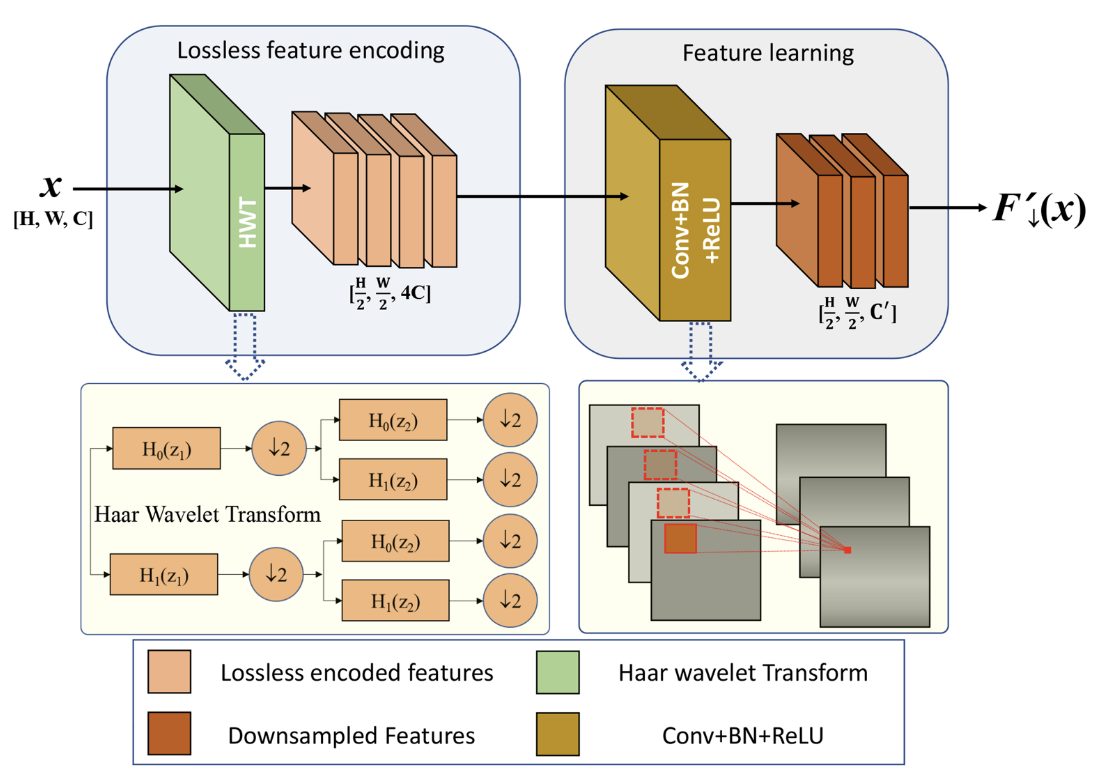 Lossless feature encoding
Feature learning
x
[H, W, C]
HWT
[H/2, W/2, 4C]
Conv+BN
+ReLU
[H/2, W/2, C′]
F′↓(x)
H₀(z₁)
↓2
H₀(z₂)
↓2
H₁(z₂)
↓2
Haar Wavelet Transform
H₁(z₁)
↓2
H₀(z₂)
↓2
H₁(z₂)
↓2
Lossless encoded features
Haar wavelet Transform
Downsampled Features
Conv+BN+ReLU